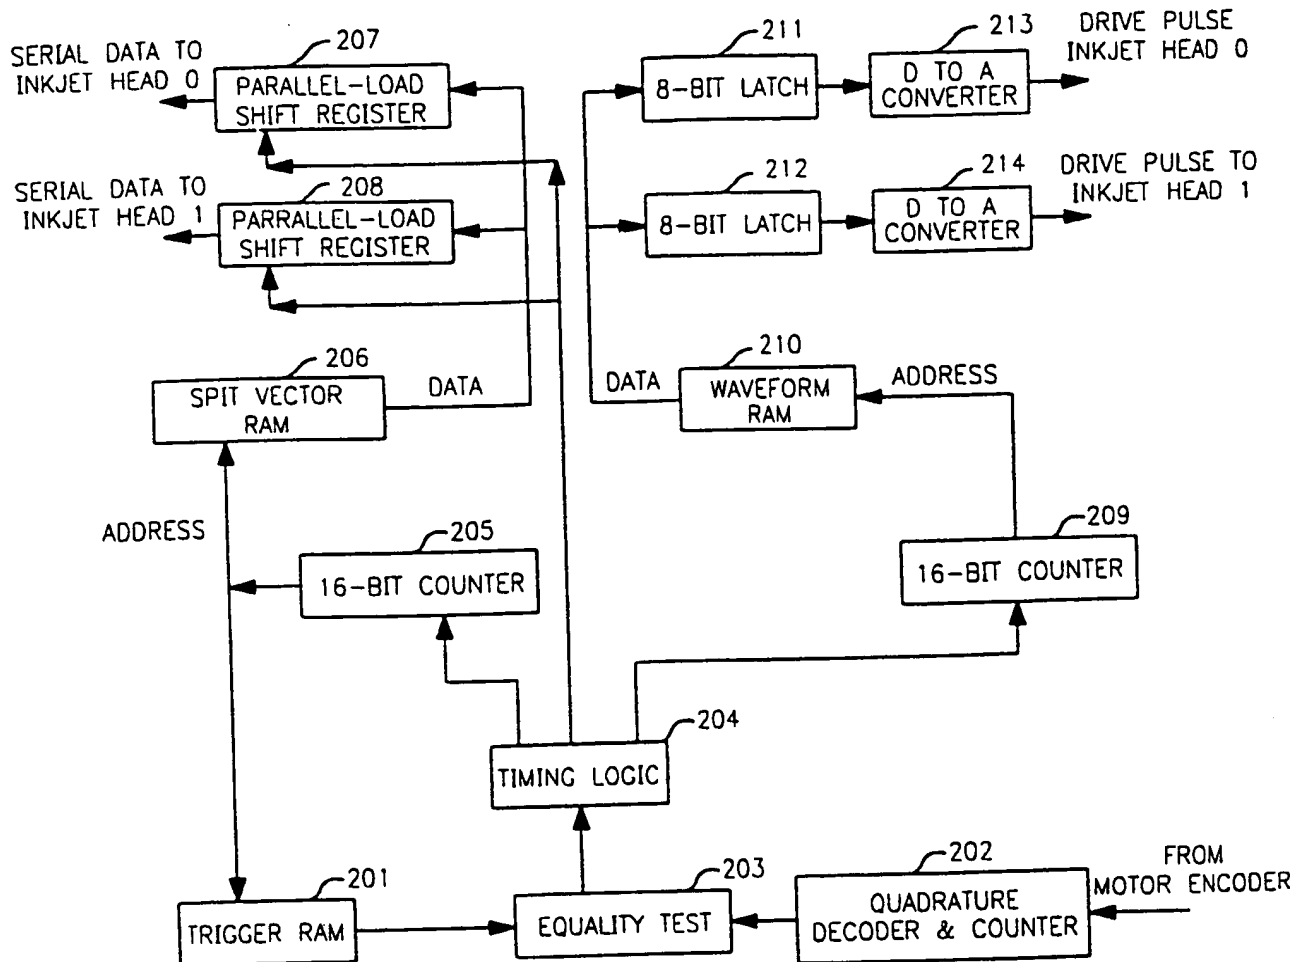 SERIAL DATA TO
INKJET HEAD 0
207
PARALLEL-LOAD
SHIFT REGISTER
211
8-BIT LATCH
213
D TO A
CONVERTER
DRIVE PULSE
INKJET HEAD 0
SERIAL DATA TO
INKJET HEAD 1
208
PARRALLEL-LOAD
SHIFT REGISTER
212
8-BIT LATCH
214
D TO A
CONVERTER
DRIVE PULSE TO
INKJET HEAD 1
206
SPIT VECTOR
RAM
DATA
DATA
210
WAVEFORM
RAM
ADDRESS
ADDRESS
205
16-BIT COUNTER
209
16-BIT COUNTER
204
TIMING LOGIC
201
TRIGGER RAM
203
EQUALITY TEST
202
QUADRATURE
DECODER & COUNTER
FROM
MOTOR ENCODER